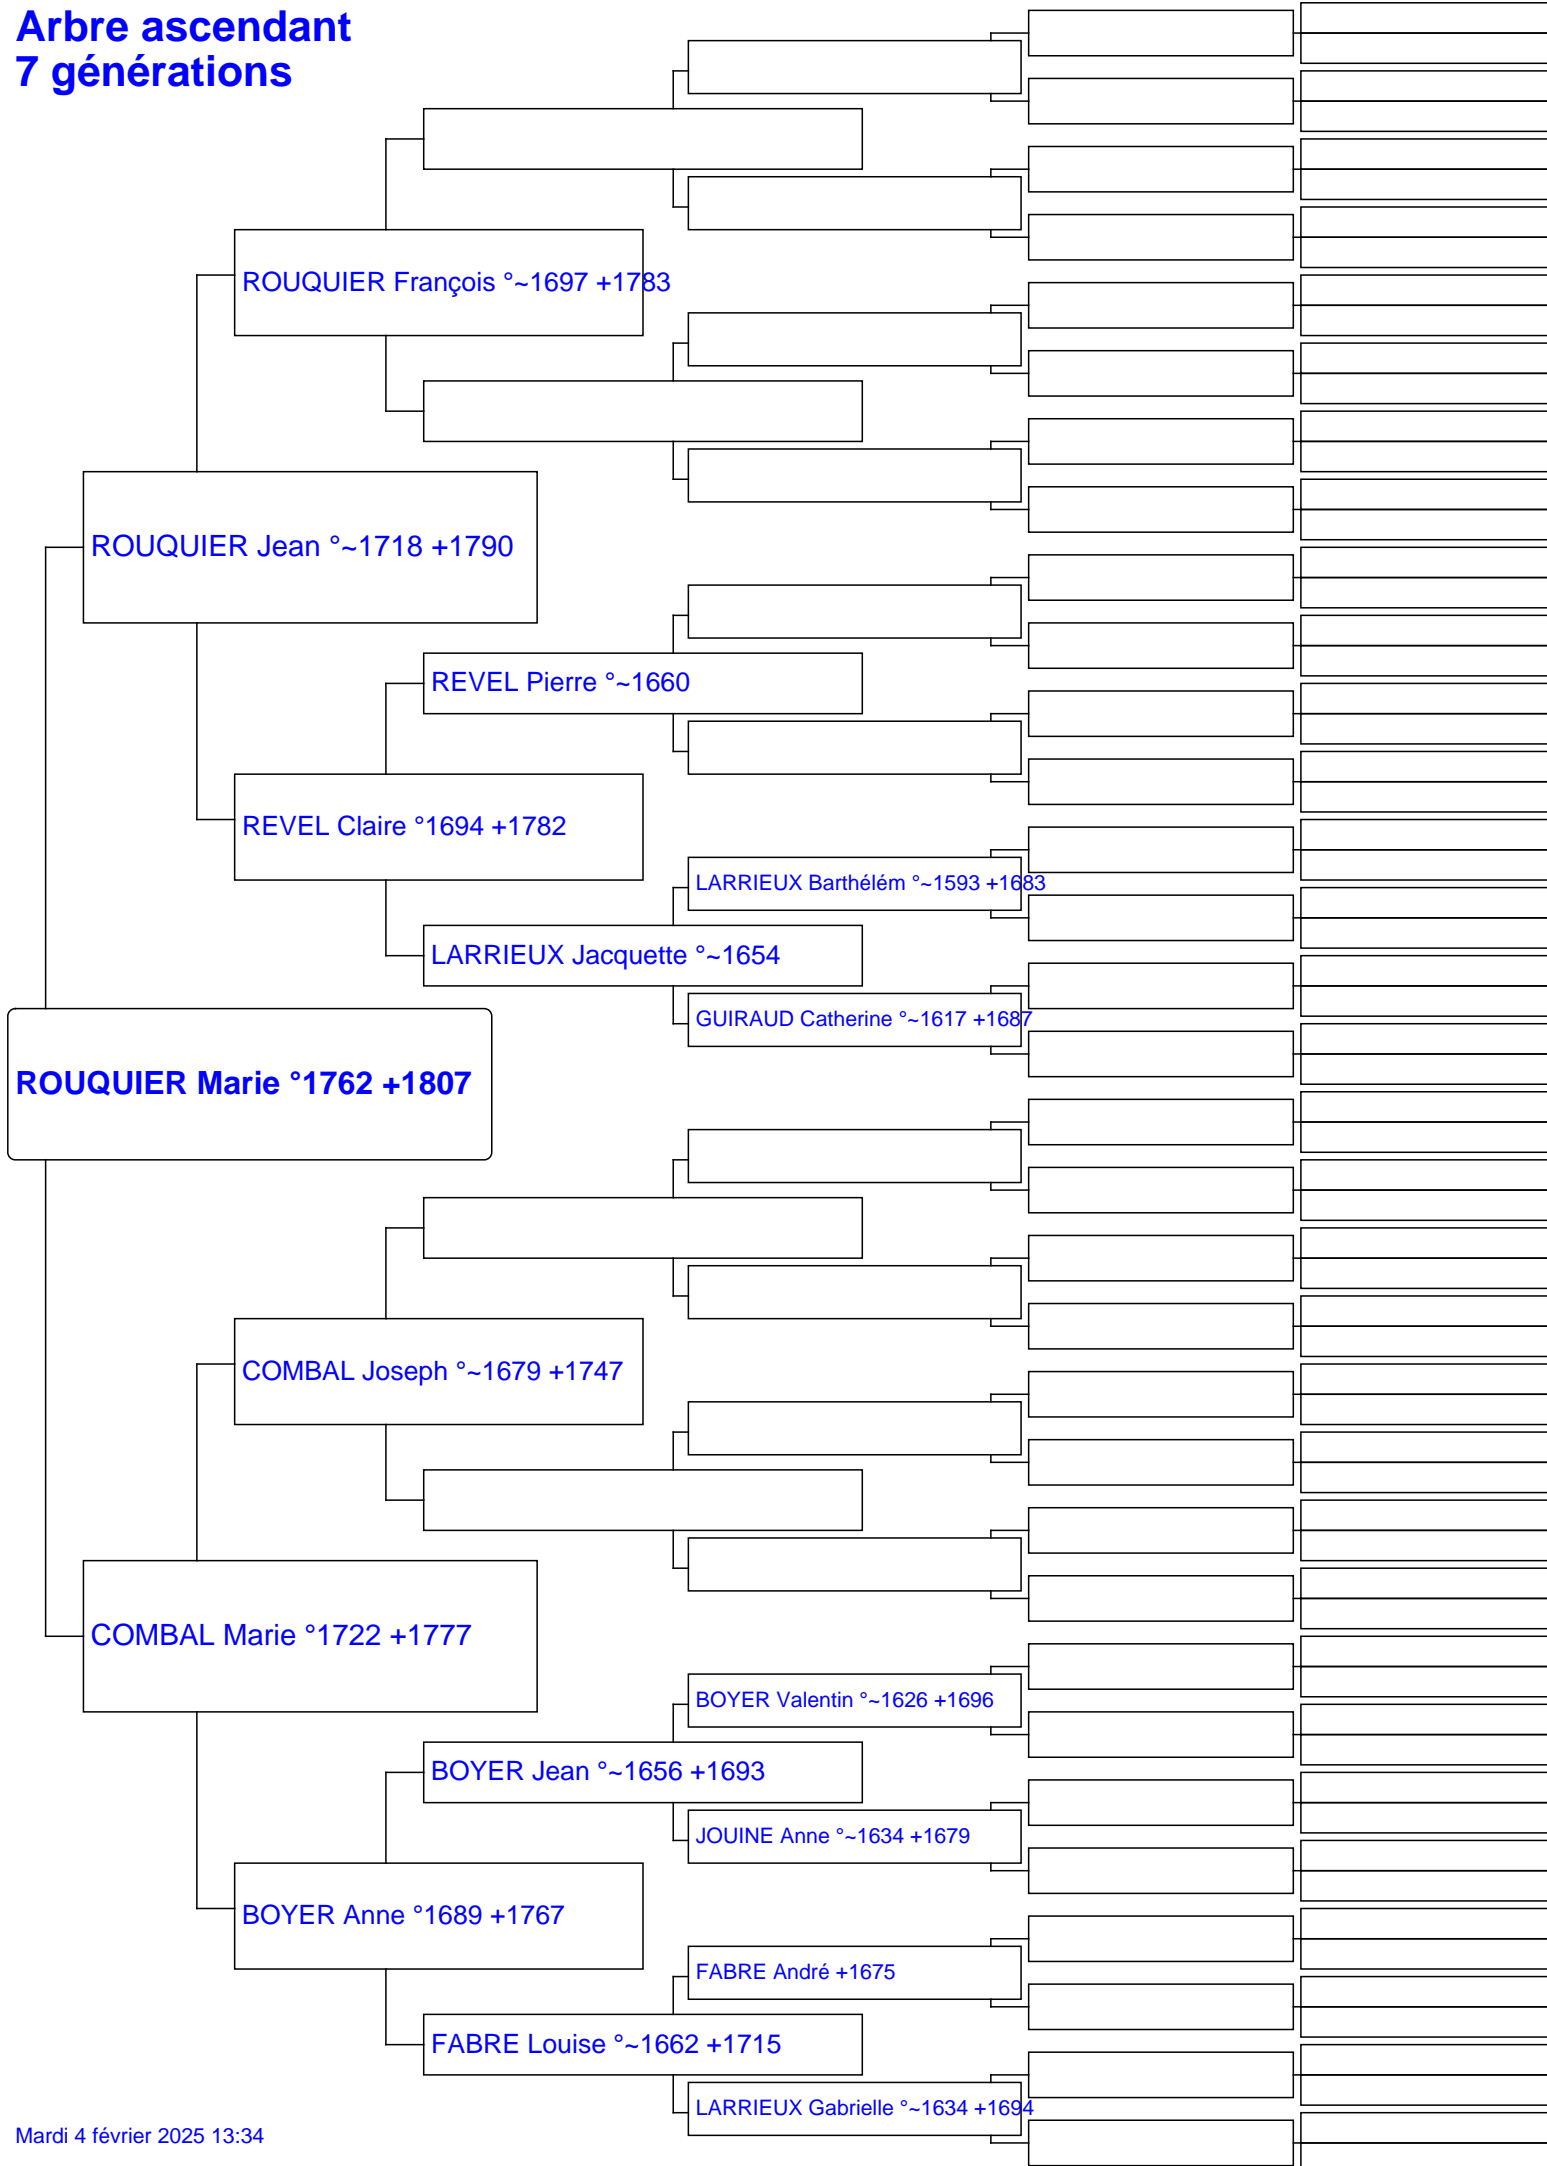 Arbre ascendant
7 générations
ROUQUIER François °~1697 +1783
ROUQUIER Jean °~1718 +1790
REVEL Pierre °~1660
REVEL Claire °1694 +1782
LARRIEUX Barthélém °~1593 +1683
LARRIEUX Jacquette °~1654
GUIRAUD Catherine °~1617 +1687
ROUQUIER Marie °1762 +1807
COMBAL Joseph °~1679 +1747
COMBAL Marie °1722 +1777
BOYER Valentin °~1626 +1696
BOYER Jean °~1656 +1693
JOUINE Anne °~1634 +1679
BOYER Anne °1689 +1767
FABRE André +1675
FABRE Louise °~1662 +1715
LARRIEUX Gabrielle °~1634 +1694
Mardi 4 février 2025 13:34